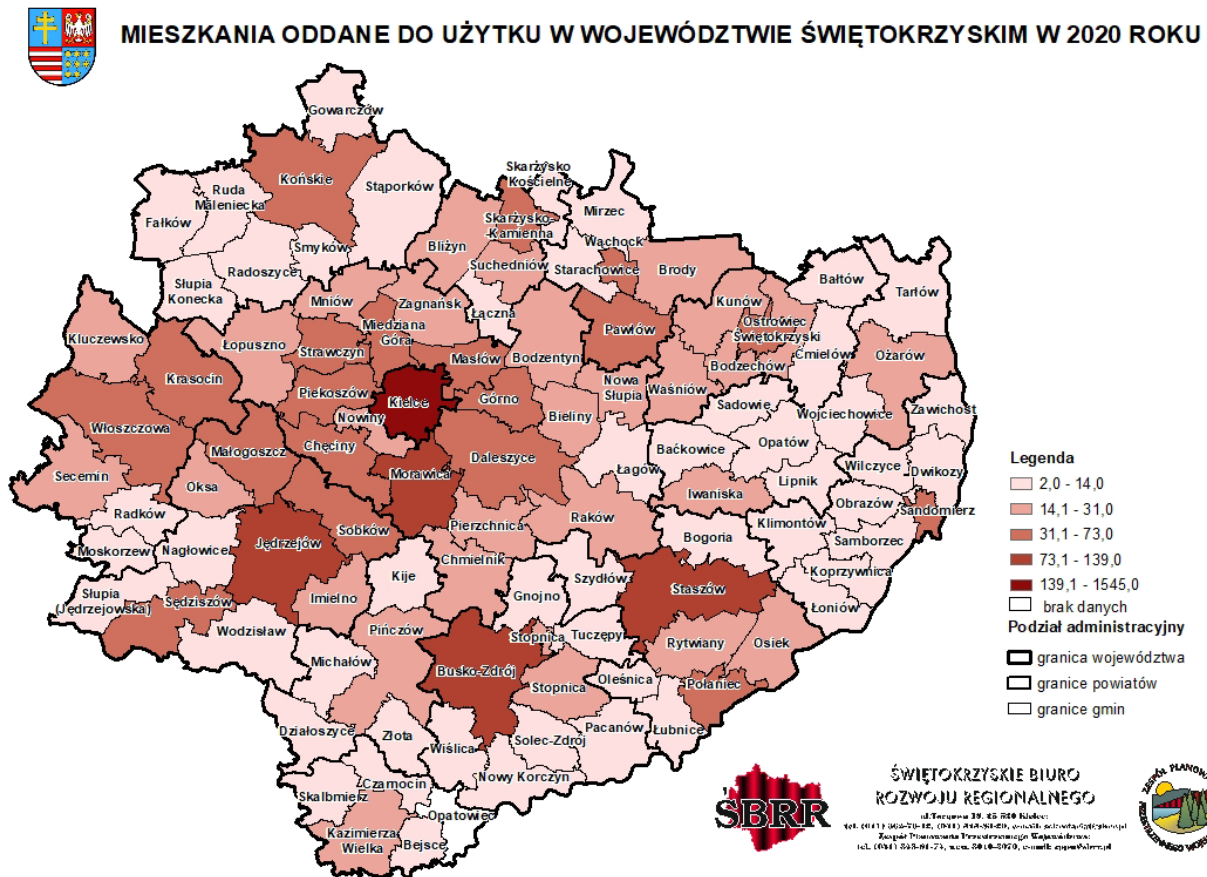 MIESZKANIA ODDANE DO UŻYTKU W WOJEWÓDZTWIE ŚWIĘTOKRZYSKIM W 2020 ROKU
Gowarczów
Końskie
Stąporków
Ruda
Maleniecka
Fałków
Smyków
Radoszyce
Słupia
Konecka
Skarżysko
Kościelne
Skarżysko-
-Kamienna
Bliżyn
Suchedniów
Łączna
Mirzec
Wąchock
Starachowice
Brody
Pawłów
Kunów
Ostrowiec
Świętokrzyski
Bodzechów
Bałtów
Ćmielów
Waśniów
Tarłów
Ożarów
Wojciechowice
Sadowie
Opatów
Baćkowice
Lipnik
Iwaniska
Zawichost
Dwikozy
Wilczyce
Obrazów
Sandomierz
Klimontów
Samborzec
Koprzywnica
Łoniów
Mniów
Zagnańsk
Miedziana
Góra
Strawczyn
Łopuszno
Masłów
Bodzentyn
Piekoszów
Kielce
Górno
Nowiny
Bieliny
Nowa
Słupia
Chęciny
Morawica
Daleszyce
Łagów
Pierzchnica
Raków
Chmielnik
Kluczewsko
Krasocin
Włoszczowa
Secemin
Radków
Moskorzew
Małogoszcz
Oksa
Nagłowice
Jędrzejów
Sobków
Słupia
(Jędrzejowska)
Sędziszów
Imielno
Wodzisław
Kije
Pińczów
Michałów
Działoszyce
Złota
Gnojno
Szydłów
Bogoria
Staszów
Rytwiany
Osiek
Połaniec
Łubnice
Oleśnica
Tuczępy
Stopnica
Busko-Zdrój
Stopnica
Pacanów
Solec-Zdrój
Wiślica
Nowy Korczyn
Skalbmierz
Czarnocin
Kazimierza
Wielka
Opatowiec
Bejsce
Legenda
2,0 - 14,0
14,1 - 31,0
31,1 - 73,0
73,1 - 139,0
139,1 - 1545,0
brak danych
Podział administracyjny
granica województwa
granice powiatów
granice gmin
ŚBRR
ŚWIĘTOKRZYSKIE BIURO
ROZWOJU REGIONALNEGO